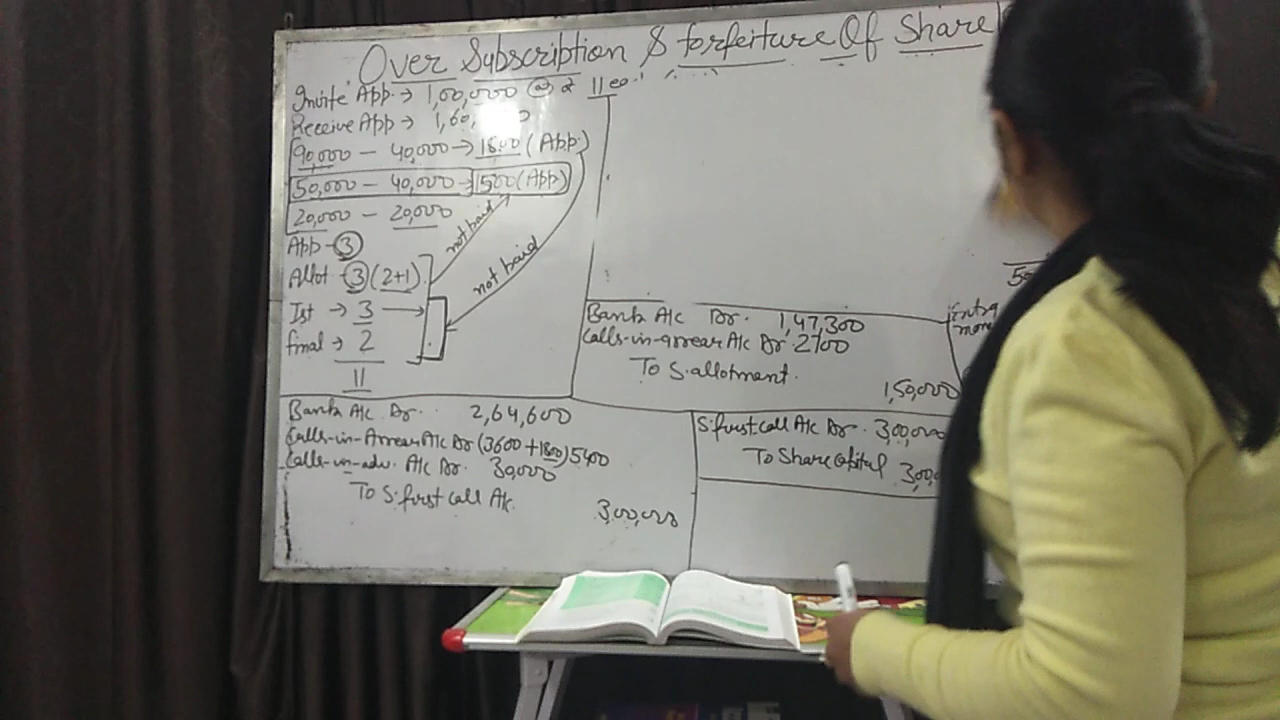 Over Subscription & forfeiture Of Share
Invite App. → 1,00,000 @ ₹ 11 each
Receive App → 1,60,
90,000 - 40,000 → 1800 (App.)
50,000 - 40,000 → 1500 (App)
20,000 - 20,000
App - 3
Allot - 3 (2+1)
Ist → 3
final → 2
11
not paid
not paid
Bank A/c Dr. 1,47,300
Calls-in-arrear A/c Dr. 2700
To S. allotment.
1,50,000
extra
mon
Bank A/c Dr. 2,64,600
Calls-in-Arrear A/c Dr (3600 + 1800) 5400
Calls-in-adv. A/c Dr. 30,000
To S. first call A/c.
3,00,000
S. first call A/c Dr. 3,00,000
To Share capital 3,00,0